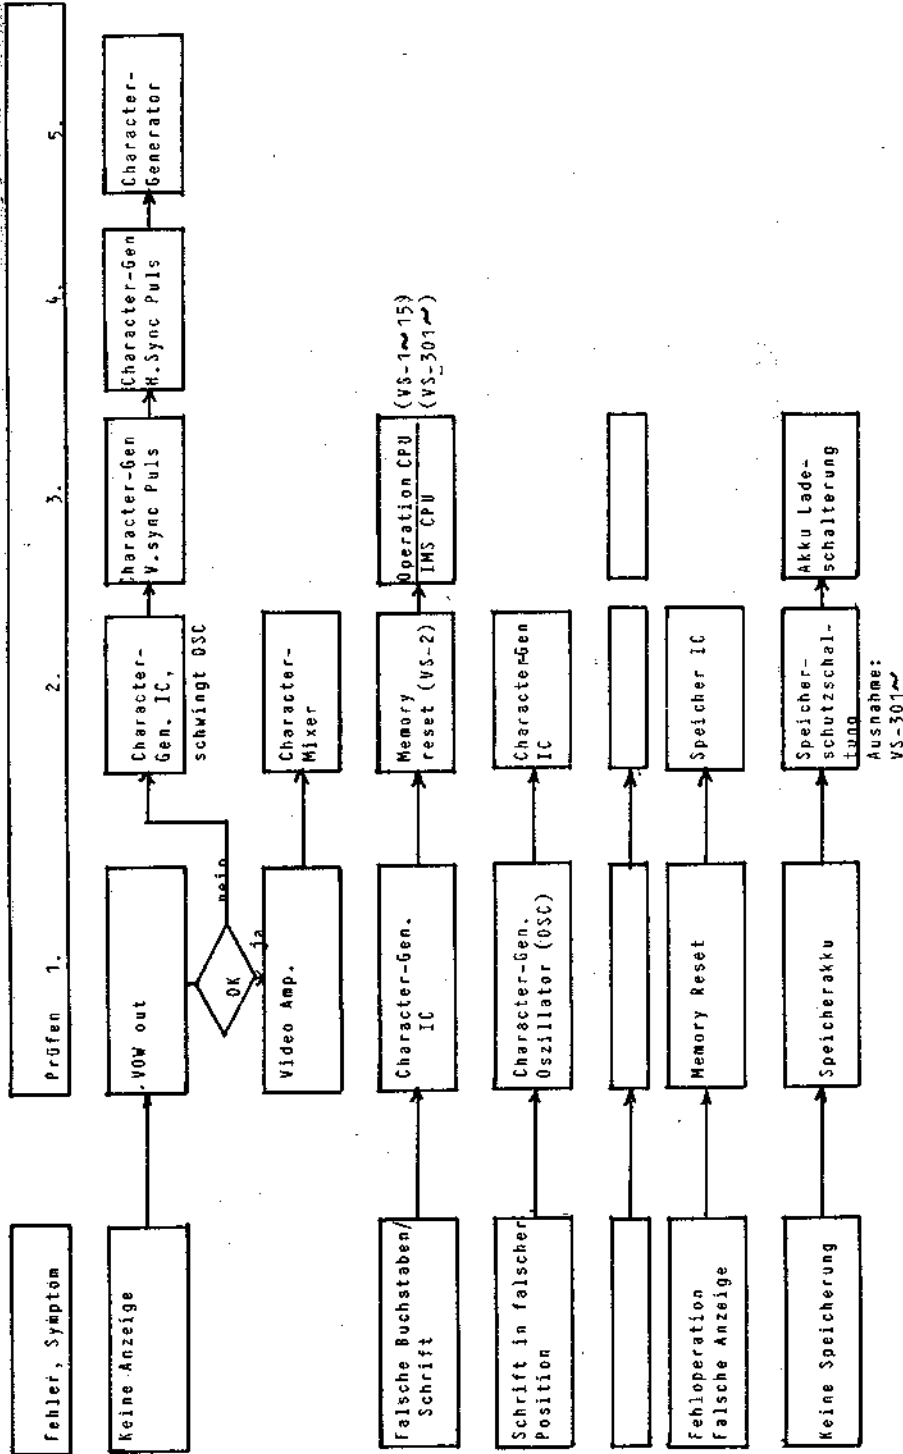 Fehler, Symptom
Prüfen 1. 2. 3. 4. 5.
Keine Anzeige
VOW out
OK
nein
ja
Character-
Gen. IC,
schwingt OSC
Character-Gen
V.sync Puls
Character-Gen
H.Sync Puls
Character-
Generator
Video Amp.
Character-
Mixer
Falsche Buchstaben/
Schrift
Character-Gen.
IC
Memory
reset (VS-2)
Operation CPU
IMS CPU
(VS-1~15)
(VS-301~)
Schrift in falscher
Position
Character-Gen.
Oszillator (OSC)
Character-Gen
IC
Fehloperation
Falsche Anzeige
Memory Reset
Speicher IC
Keine Speicherung
Speicherakku
Speicher-
schutzschal-
tung
Ausnahme:
VS-301~
Akku Lade-
schalterung